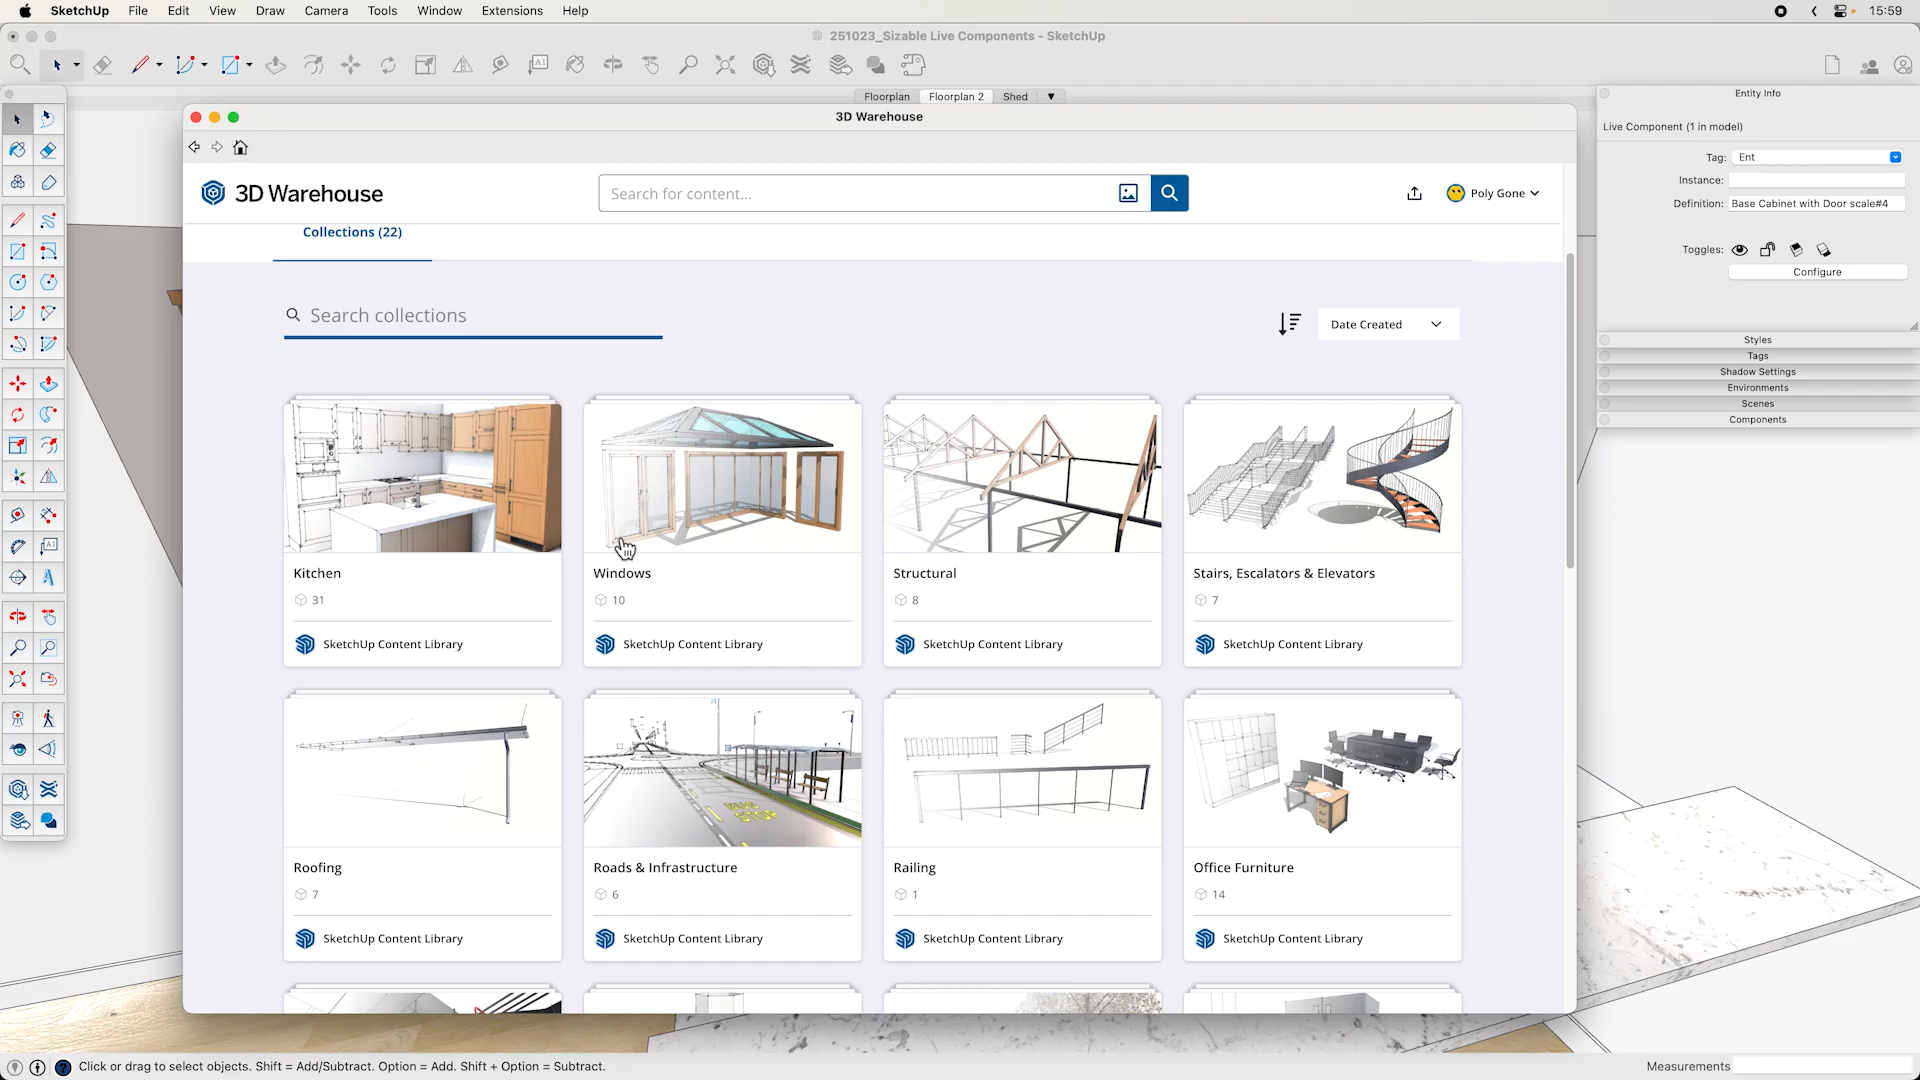 SketchUp File Edit View Draw Camera Tools Window Extensions Help 15:59
251023_Sizable Live Components - SketchUp
Floorplan Floorplan 2 Shed
3D Warehouse
3D Warehouse
Search for content...
Poly Gone
Collections (22)
Search collections
Date Created
Kitchen
31
SketchUp Content Library
Windows
10
SketchUp Content Library
Structural
8
SketchUp Content Library
Stairs, Escalators & Elevators
7
SketchUp Content Library
BUS
STOP
Roofing
7
SketchUp Content Library
Roads & Infrastructure
6
SketchUp Content Library
Railing
1
SketchUp Content Library
Office Furniture
14
SketchUp Content Library
Entity Info
Live Component (1 in model)
Tag: Ent
Instance:
Definition: Base Cabinet with Door scale#4
Toggles:
Configure
Styles
Tags
Shadow Settings
Environments
Scenes
Components
Click or drag to select objects. Shift = Add/Subtract. Option = Add. Shift + Option = Subtract.
Measurements